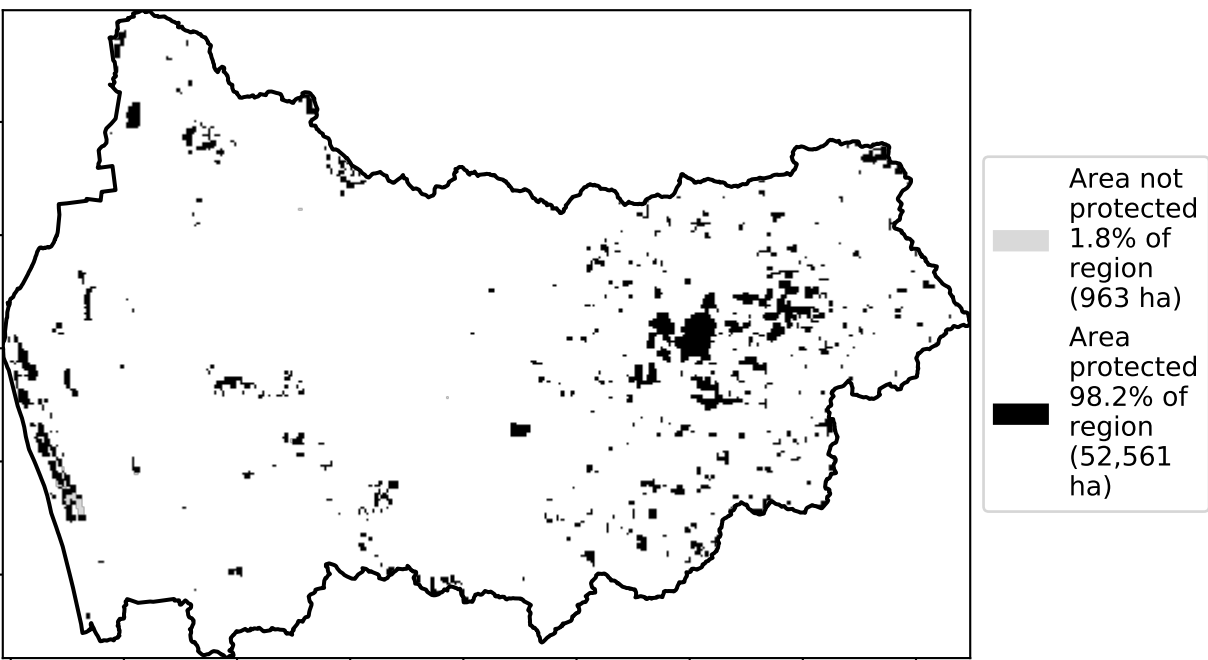 Area not
protected
1.8% of
region
(963 ha)
Area
protected
98.2% of
region
(52,561
ha)